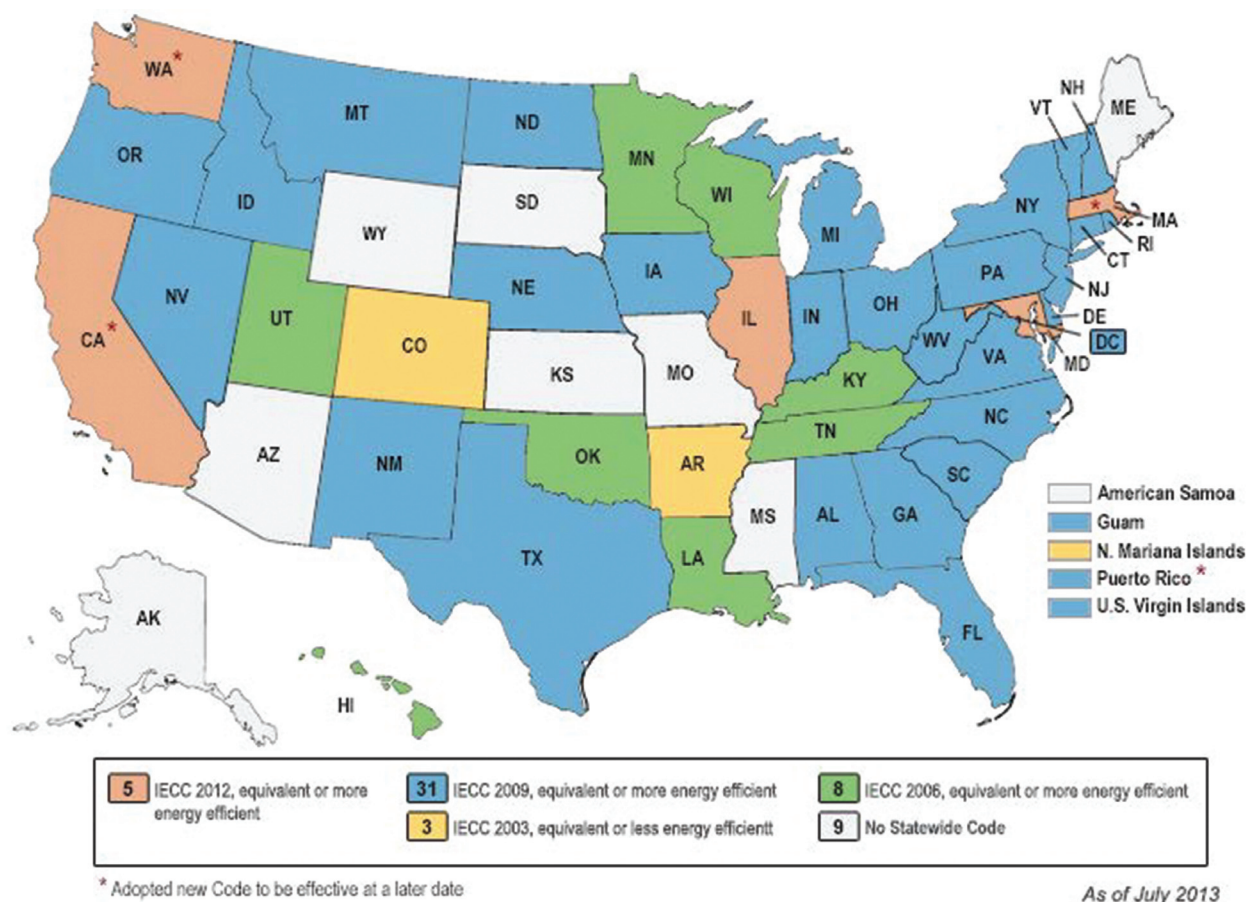 WA *
MT
ND
MN
VT
NH
ME
OR
ID
SD
WI
NY
MA
RI
CT
WY
MI
IA
PA
NJ
NV
NE
OH
DE
UT
IL
IN
DC
CA *
CO
WV
VA
MD
KS
MO
KY
NC
TN
AZ
NM
OK
AR
SC
MS
AL
GA
American Samoa
Guam
TX
LA
N. Mariana Islands
Puerto Rico *
U.S. Virgin Islands
AK
FL
HI
5 IECC 2012, equivalent or more
energy efficient
31 IECC 2009, equivalent or more energy efficient
3 IECC 2003, equivalent or less energy efficientt
8 IECC 2006, equivalent or more energy efficient
9 No Statewide Code
* Adopted new Code to be effective at a later date
As of July 2013